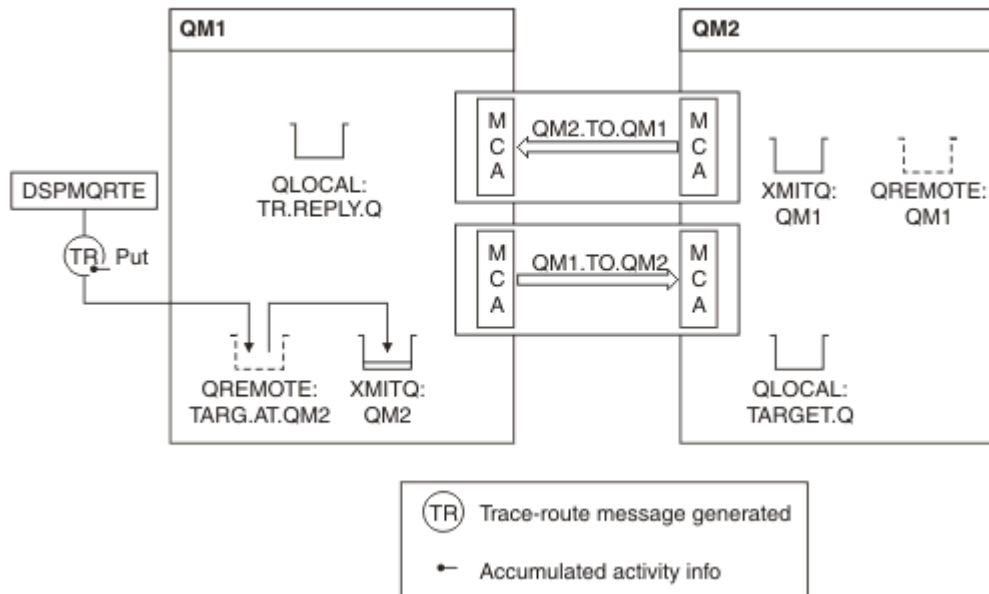 QM1
QM2
M
C
A
QM2.TO.QM1
M
C
A
QLOCAL:
TR.REPLY.Q
XMITQ:
QM1
QREMOTE:
QM1
DSPMQRTE
TR
Put
M
C
A
QM1.TO.QM2
M
C
A
QREMOTE:
TARG.AT.QM2
XMITQ:
QM2
QLOCAL:
TARGET.Q
TR Trace-route message generated
Accumulated activity info